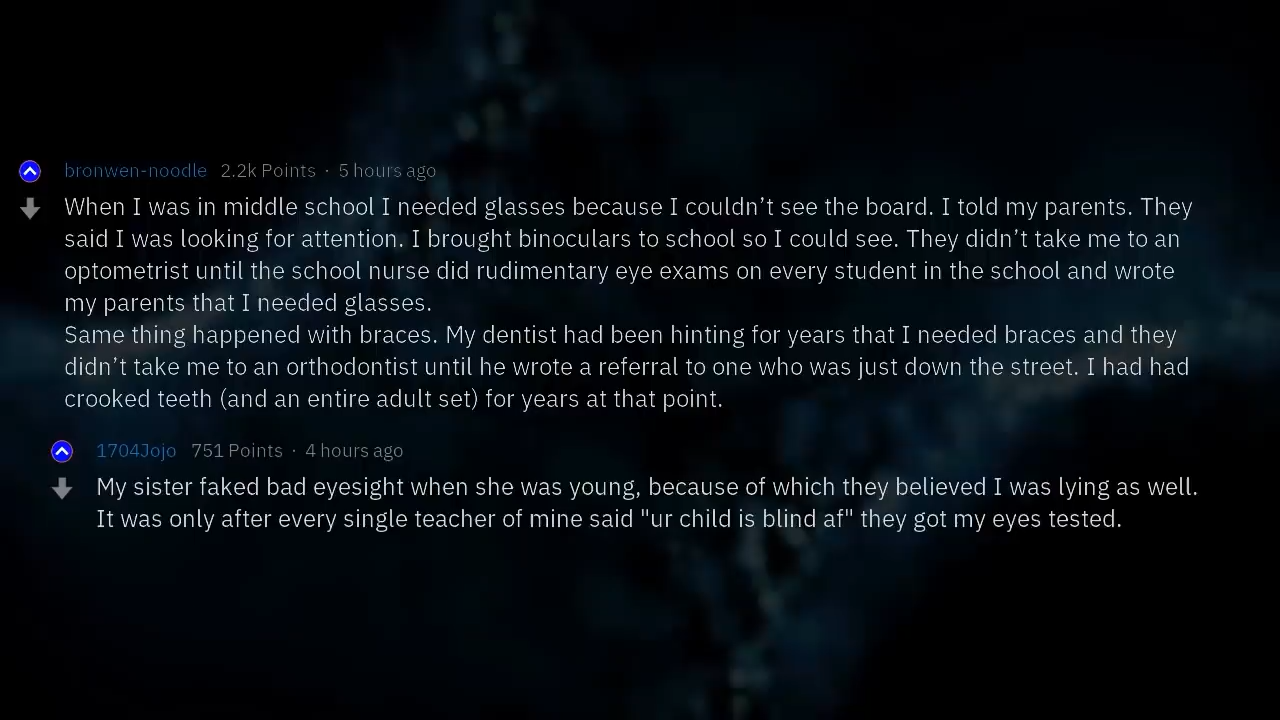 bronwen-noodle 2.2k Points · 5 hours ago
When I was in middle school I needed glasses because I couldn’t see the board. I told my parents. They
said I was looking for attention. I brought binoculars to school so I could see. They didn’t take me to an
optometrist until the school nurse did rudimentary eye exams on every student in the school and wrote
my parents that I needed glasses.
Same thing happened with braces. My dentist had been hinting for years that I needed braces and they
didn’t take me to an orthodontist until he wrote a referral to one who was just down the street. I had had
crooked teeth (and an entire adult set) for years at that point.
1704Jojo 751 Points · 4 hours ago
My sister faked bad eyesight when she was young, because of which they believed I was lying as well.
It was only after every single teacher of mine said "ur child is blind af" they got my eyes tested.